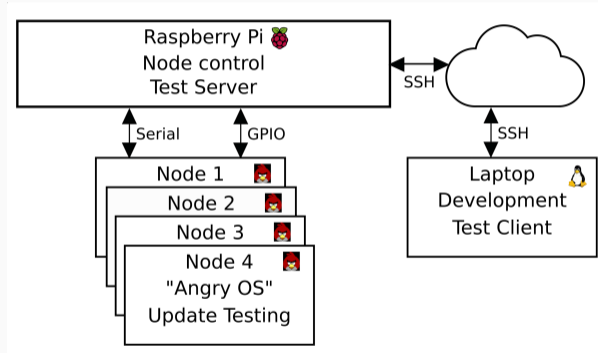 Raspberry Pi
Node control
Test Server
SSH
Serial
GPIO
SSH
Node 1
Node 2
Node 3
Node 4
"Angry OS"
Update Testing
Laptop
Development
Test Client